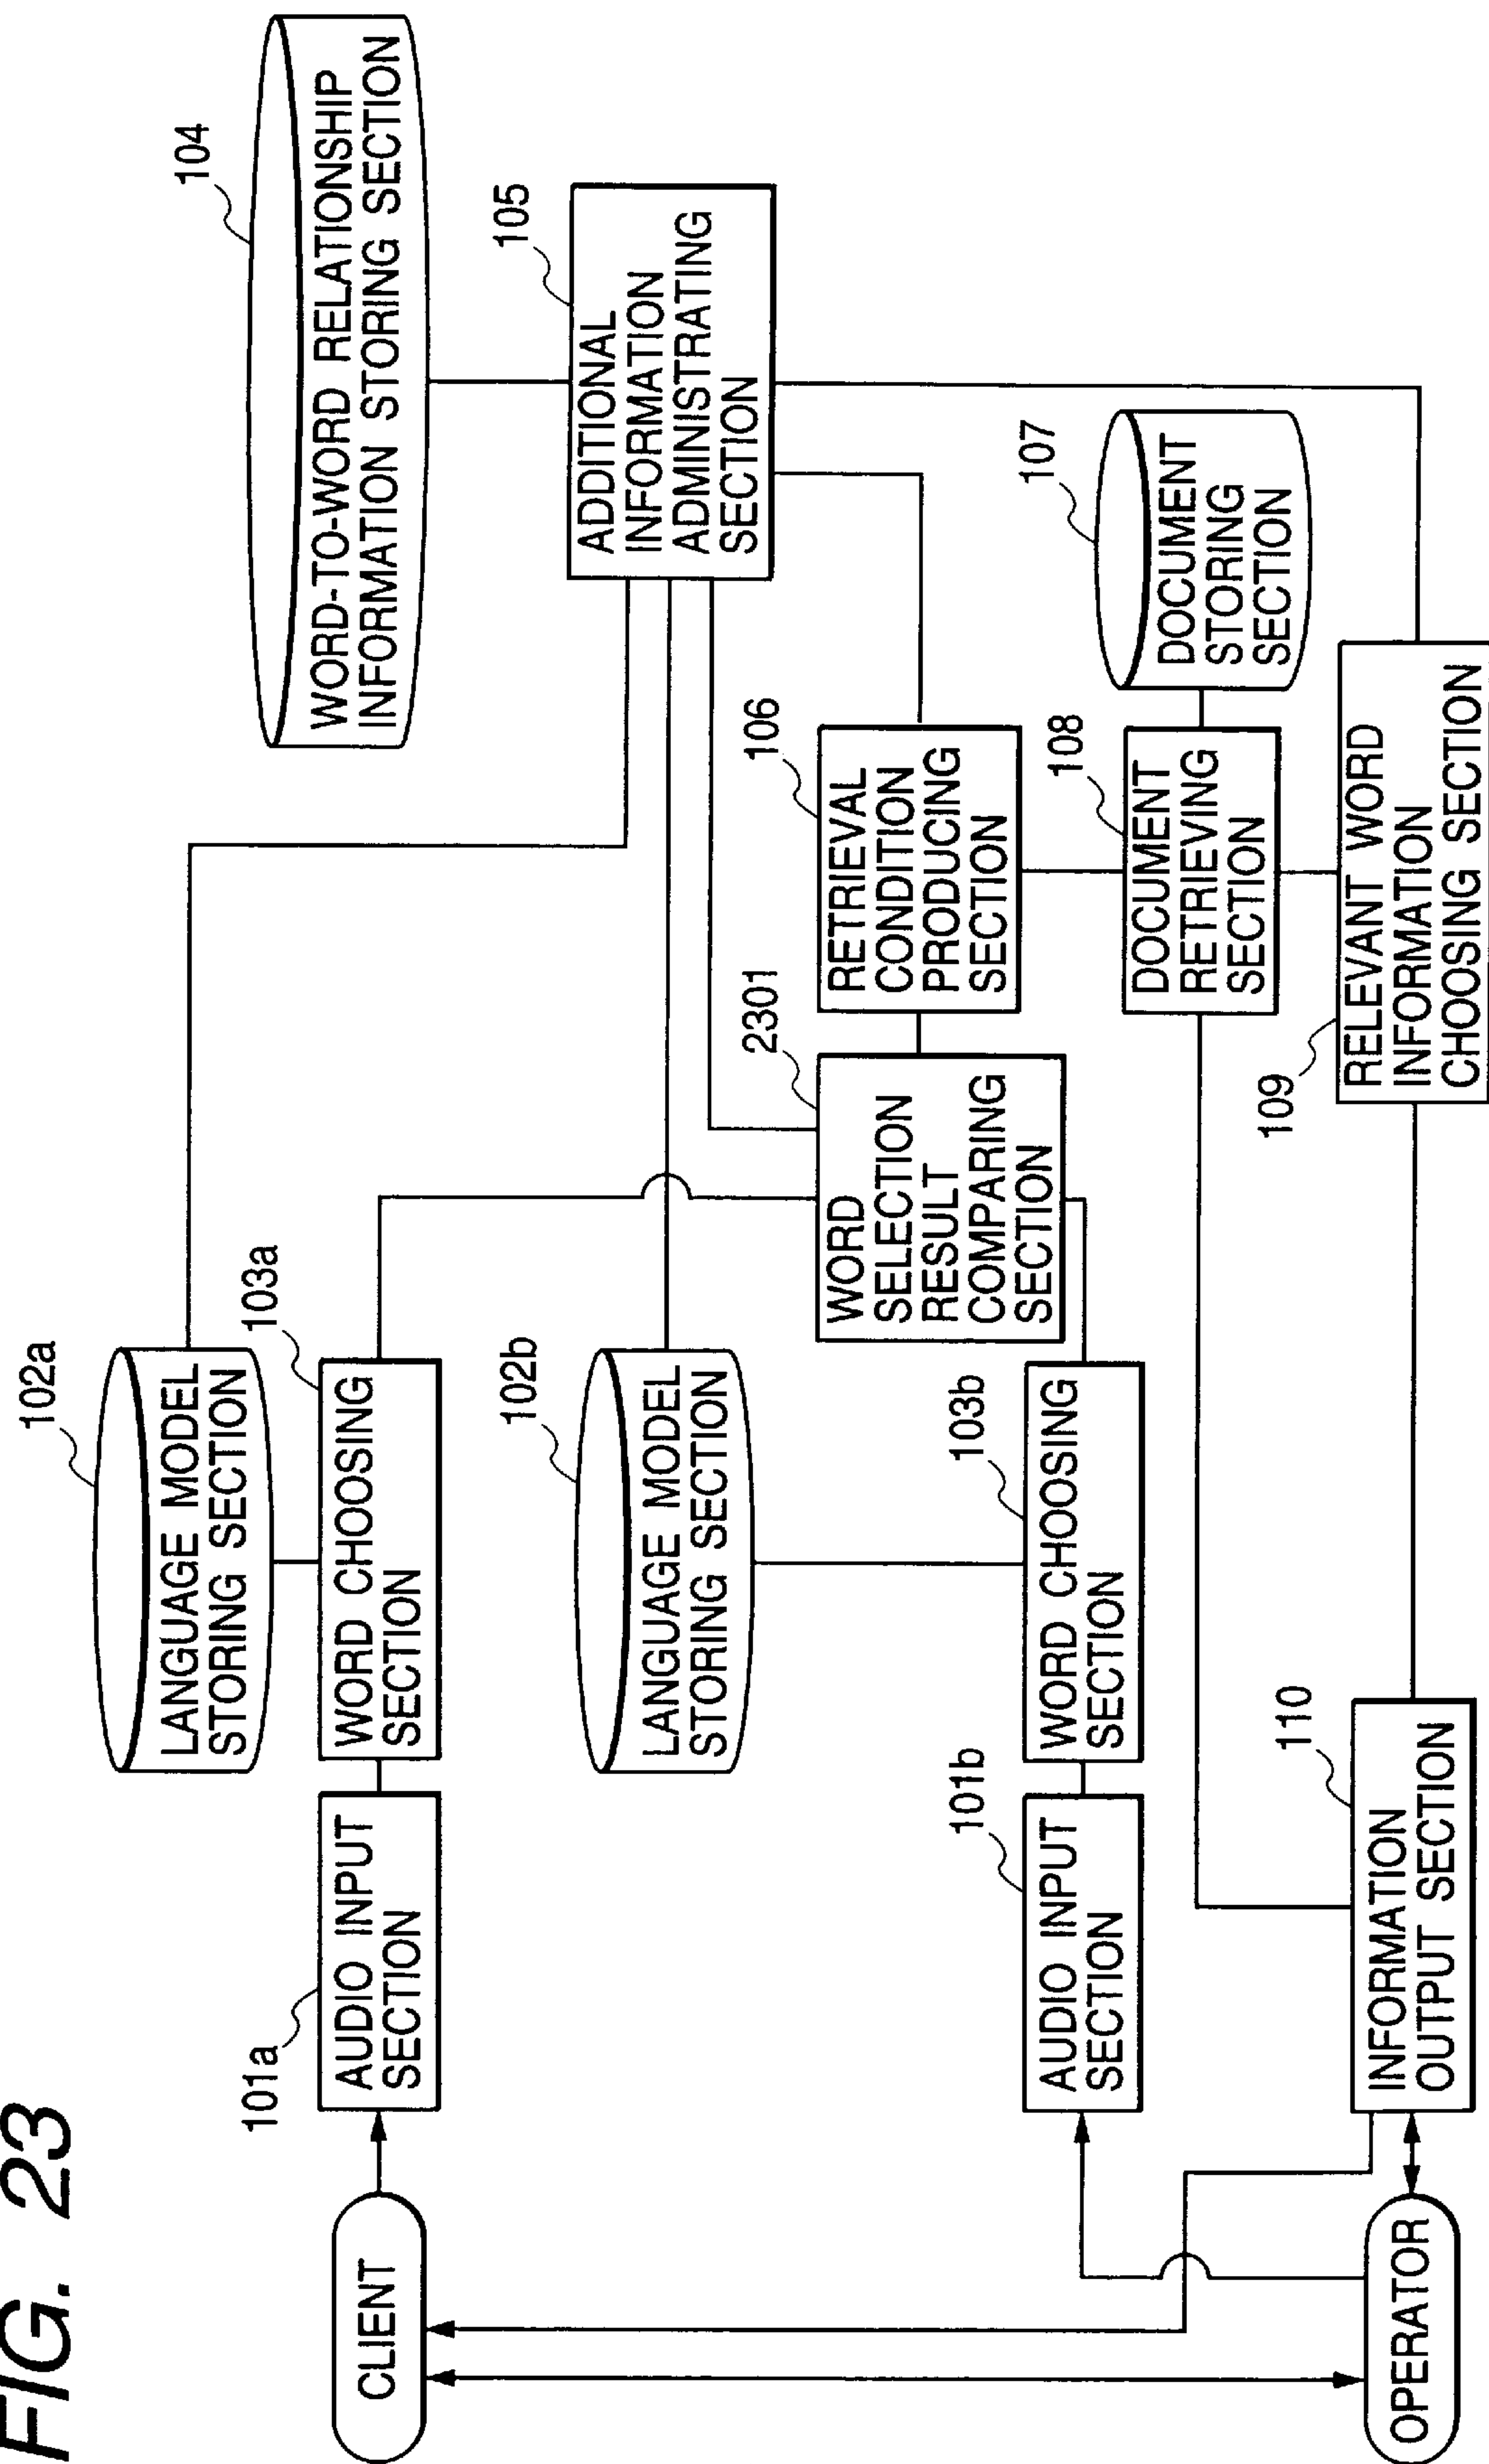 FIG. 23
CLIENT
101a
AUDIO INPUT
SECTION
102a
LANGUAGE MODEL
STORING SECTION
103a
WORD CHOOSING
SECTION
104
WORD-TO-WORD RELATIONSHIP
INFORMATION STORING SECTION
102b
LANGUAGE MODEL
STORING SECTION
105
ADDITIONAL
INFORMATION
ADMINISTRATING
SECTION
2301
WORD
SELECTION
RESULT
COMPARING
SECTION
106
RETRIEVAL
CONDITION
PRODUCING
SECTION
101b
AUDIO INPUT
SECTION
103b
WORD CHOOSING
SECTION
108
DOCUMENT
RETRIEVING
SECTION
107
DOCUMENT
STORING
SECTION
OPERATOR
110
INFORMATION
OUTPUT SECTION
109
RELEVANT WORD
INFORMATION
CHOOSING SECTION